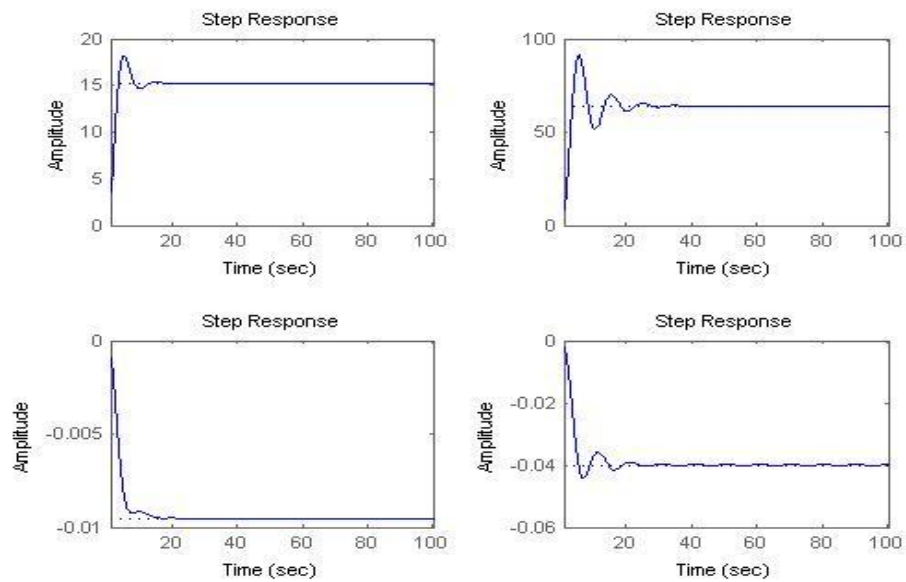 Step Response
20
15
10
5
0
Amplitude
20 40 60 80 100
Time (sec)
Step Response
100
50
0
Amplitude
20 40 60 80 100
Time (sec)
Step Response
0
-0.005
-0.01
Amplitude
0 20 40 60 80 100
Time (sec)
Step Response
0
-0.02
-0.04
-0.06
Amplitude
20 40 60 80 100
Time (sec)